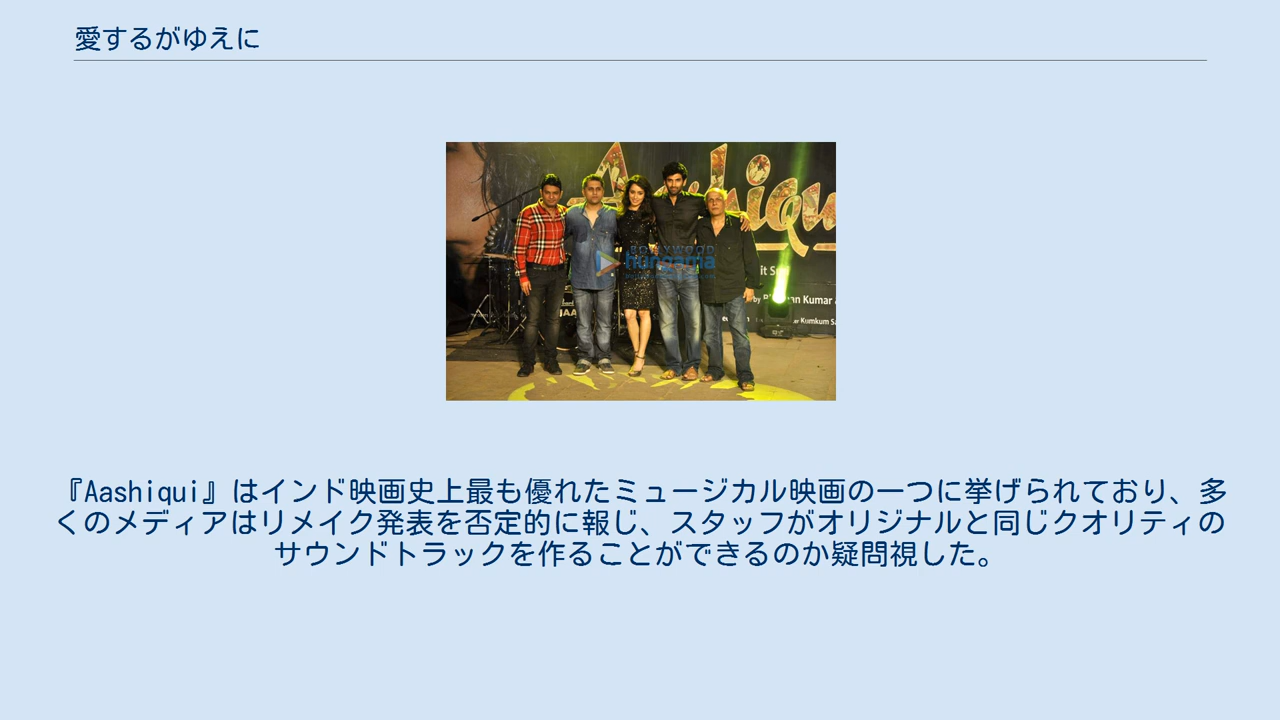 愛するがゆえに
Aashiqu
BOLLYWOOD
hungama
Kumar
Kumkum
『Aashiqui』はインド映画史上最も優れたミュージカル映画の一つに挙げられており、多
くのメディアはリメイク発表を否定的に報じ、スタッフがオリジナルと同じクオリティの
サウンドトラックを作ることができるのか疑問視した。